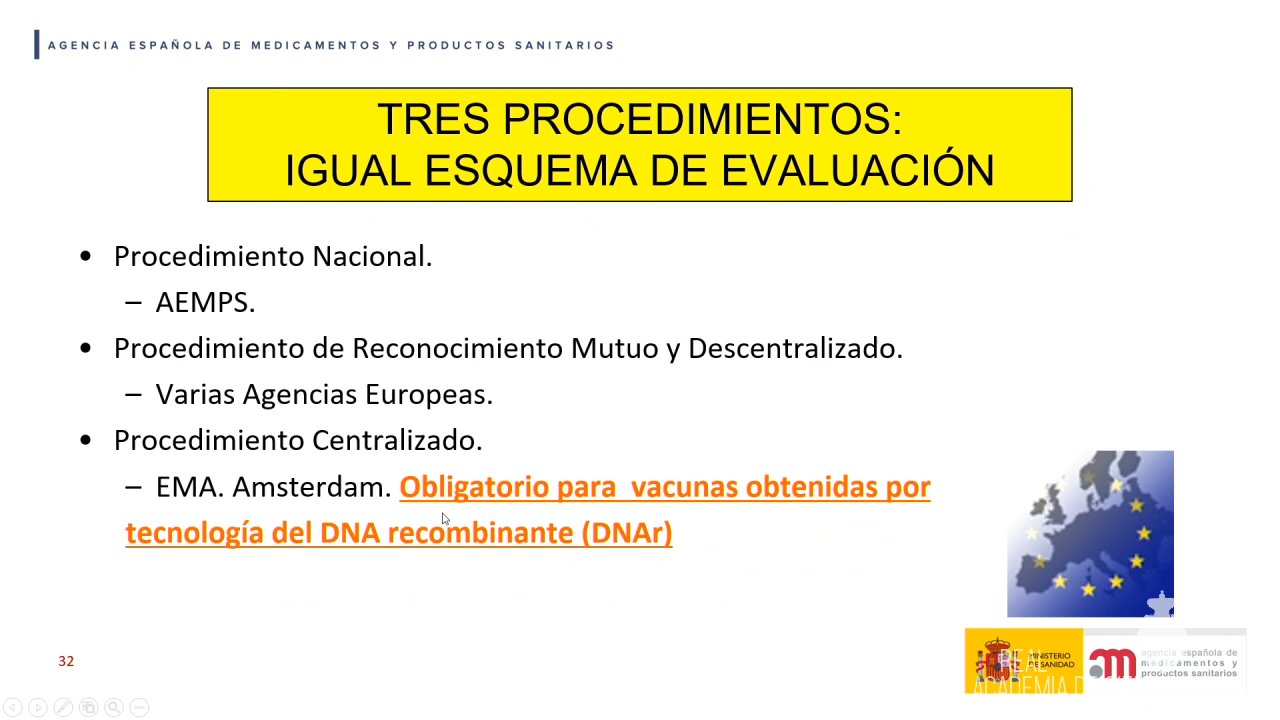 AGENCIA ESPAÑOLA DE MEDICAMENTOS Y PRODUCTOS SANITARIOS
TRES PROCEDIMIENTOS:
IGUAL ESQUEMA DE EVALUACIÓN
• Procedimiento Nacional.
– AEMPS.
• Procedimiento de Reconocimiento Mutuo y Descentralizado.
– Varias Agencias Europeas.
• Procedimiento Centralizado.
– EMA. Amsterdam. Obligatorio para vacunas obtenidas por
tecnología del DNA recombinante (DNAr)
32
MINISTERIO
DE SANIDAD
agencia española de
medicamentos y
productos sanitarios
REAL
ACADEMIA